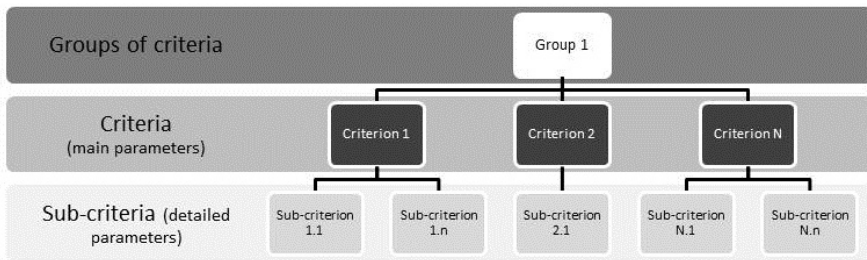 Groups of criteria
Group 1
Criteria
(main parameters)
Criterion 1
Criterion 2
Criterion N
Sub-criteria (detailed
parameters)
Sub-criterion
1.1
Sub-criterion
1.n
Sub-criterion
2.1
Sub-criterion
N.1
Sub-criterion
N.n